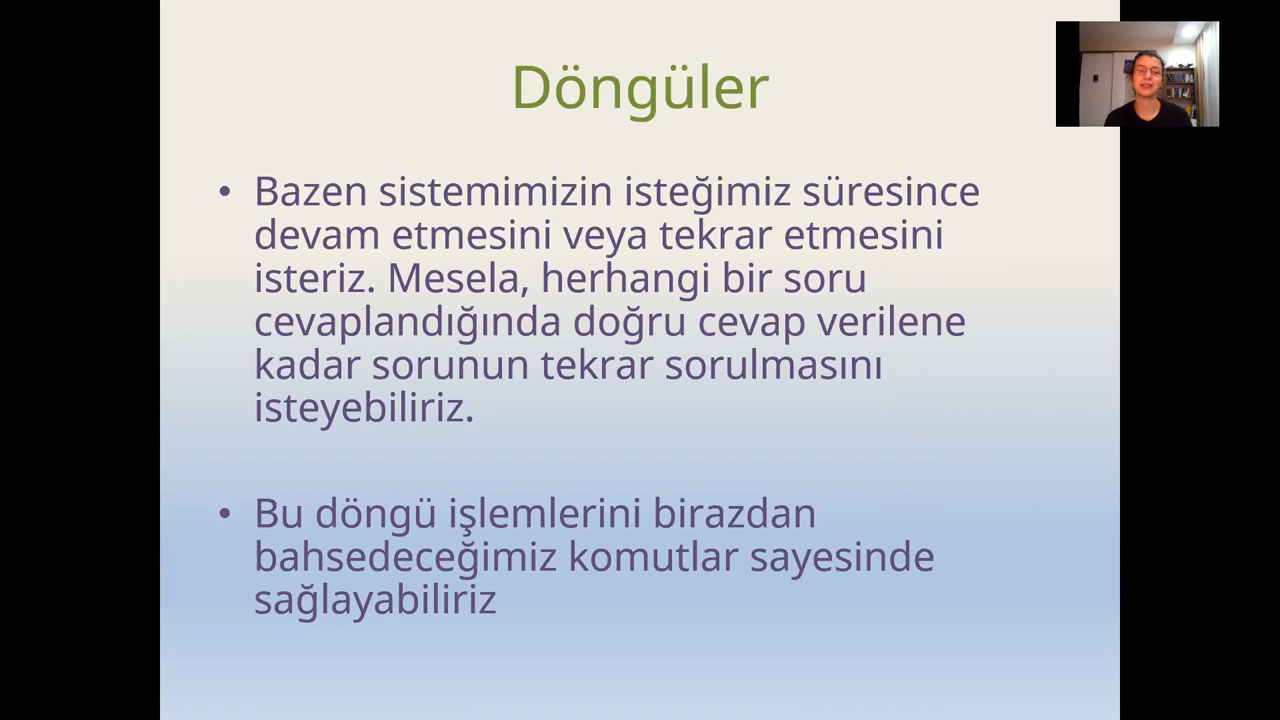 Döngüler
• Bazen sistemimizin isteğimiz süresince
devam etmesini veya tekrar etmesini
isteriz. Mesela, herhangi bir soru
cevaplandığında doğru cevap verilene
kadar sorunun tekrar sorulmasını
isteyebiliriz.
• Bu döngü işlemlerini birazdan
bahsedeceğimiz komutlar sayesinde
sağlayabiliriz